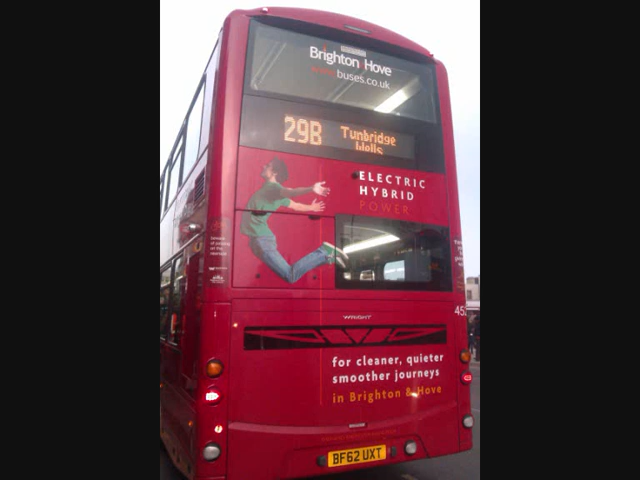 Brighton & Hove
www.buses.co.uk
29B Tunbridge
Wells
ELECTRIC
HYBRID
POWER
WRIGHT
for cleaner, quieter
smoother journeys
in Brighton & Hove
BF62 UXT